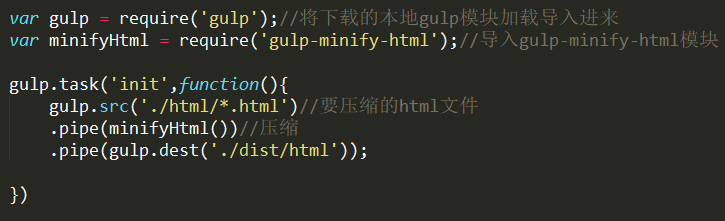 var gulp = require('gulp');//将下载的本地gulp模块加载导入进来
var minifyHtml = require('gulp-minify-html');//导入gulp-minify-html模块
gulp.task('init',function(){
gulp.src('./html/*.html')//要压缩的html文件
.pipe(minifyHtml())//压缩
.pipe(gulp.dest('./dist/html'));
})